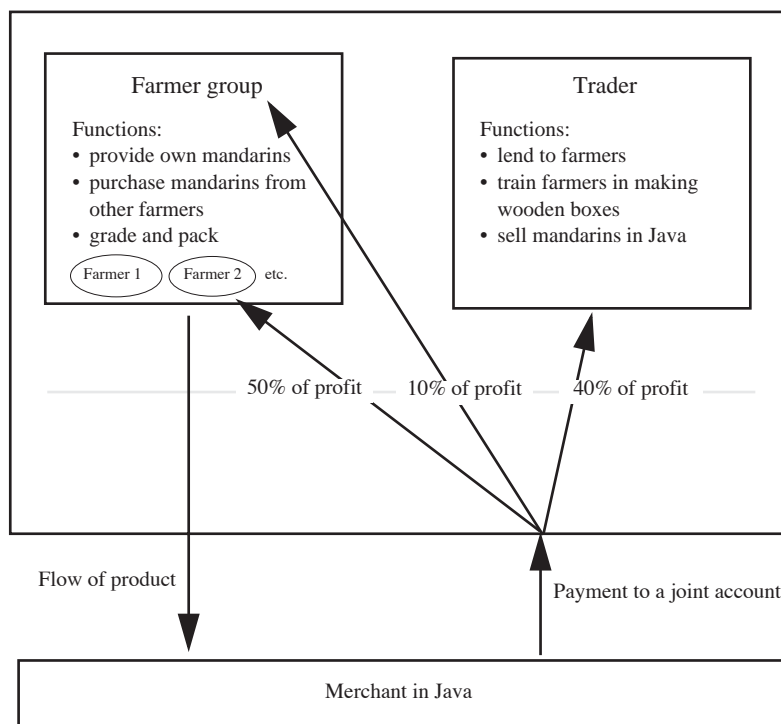 Farmer group
Functions:
• provide own mandarins
• purchase mandarins from
other farmers
• grade and pack
Farmer 1 Farmer 2 etc.
Trader
Functions:
• lend to farmers
• train farmers in making
wooden boxes
• sell mandarins in Java
50% of profit 10% of profit 40% of profit
Flow of product
Payment to a joint account
Merchant in Java